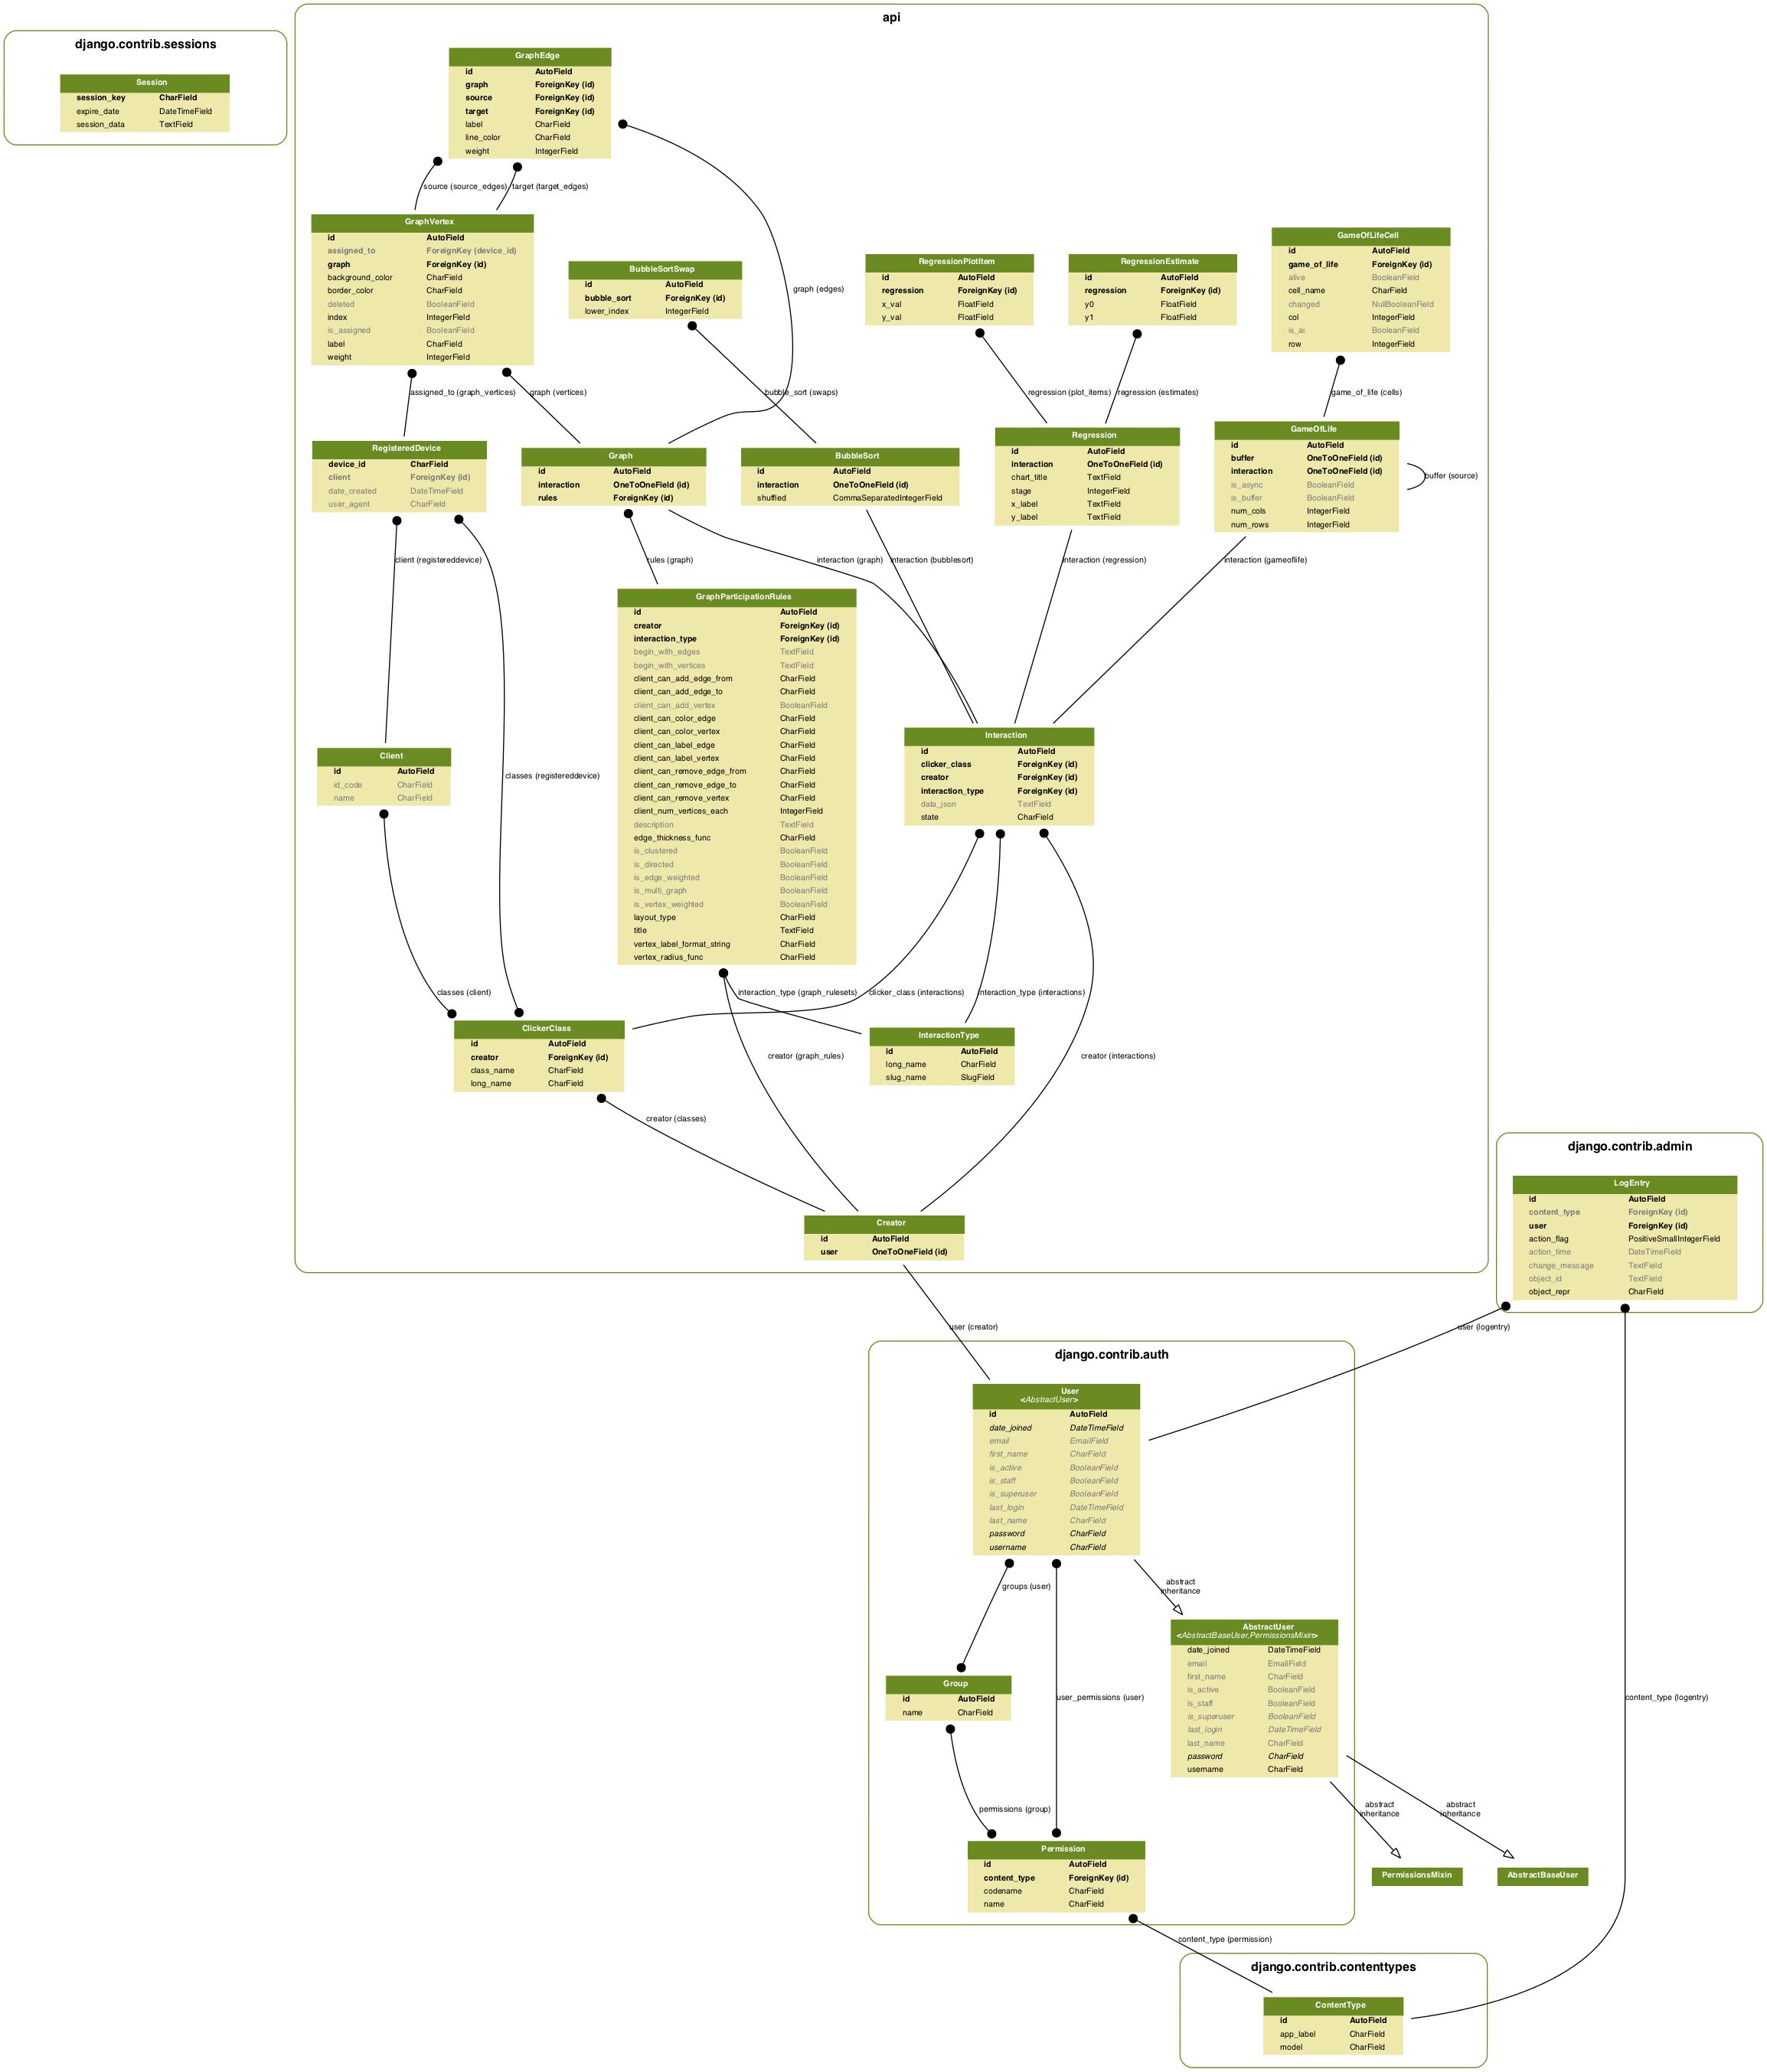 api
django.contrib.sessions
Session
session_key CharField
expire_date DateTimeField
session_data TextField
GraphEdge
id AutoField
graph ForeignKey (id)
source ForeignKey (id)
target ForeignKey (id)
label CharField
line_color CharField
weight IntegerField
source (source_edges)
target (target_edges)
graph (edges)
GraphVertex
id AutoField
assigned_to ForeignKey (device_id)
graph ForeignKey (id)
background_color CharField
border_color CharField
deleted BooleanField
index IntegerField
is_assigned BooleanField
label CharField
weight IntegerField
BubbleSortSwap
id AutoField
bubble_sort ForeignKey (id)
lower_index IntegerField
RegressionPlotItem
id AutoField
regression ForeignKey (id)
x_val FloatField
y_val FloatField
RegressionEstimate
id AutoField
regression ForeignKey (id)
y0 FloatField
y1 FloatField
GameOfLifeCell
id AutoField
game_of_life ForeignKey (id)
alive BooleanField
cell_name CharField
changed NullBooleanField
col IntegerField
is_ai BooleanField
row IntegerField
assigned_to (graph_vertices)
graph (vertices)
bubble_sort (swaps)
regression (plot_items)
regression (estimates)
game_of_life (cells)
RegisteredDevice
device_id CharField
client ForeignKey (id)
date_created DateTimeField
user_agent CharField
Graph
id AutoField
interaction OneToOneField (id)
rules ForeignKey (id)
BubbleSort
id AutoField
interaction OneToOneField (id)
shuffled CommaSeparatedIntegerField
Regression
id AutoField
interaction OneToOneField (id)
chart_title TextField
stage IntegerField
x_label TextField
y_label TextField
GameOfLife
id AutoField
buffer OneToOneField (id)
interaction OneToOneField (id)
is_async BooleanField
is_buffer BooleanField
num_cols IntegerField
num_rows IntegerField
buffer (source)
client (registereddevice)
rules (graph)
interaction (graph)
interaction (bubblesort)
interaction (regression)
interaction (gameoflife)
GraphParticipationRules
id AutoField
creator ForeignKey (id)
interaction_type ForeignKey (id)
begin_with_edges TextField
begin_with_vertices TextField
client_can_add_edge_from CharField
client_can_add_edge_to CharField
client_can_add_vertex BooleanField
client_can_color_edge CharField
client_can_color_vertex CharField
client_can_label_edge CharField
client_can_label_vertex CharField
client_can_remove_edge_from CharField
client_can_remove_edge_to CharField
client_can_remove_vertex CharField
client_num_vertices_each IntegerField
description TextField
edge_thickness_func CharField
is_clustered BooleanField
is_directed BooleanField
is_edge_weighted BooleanField
is_multi_graph BooleanField
is_vertex_weighted BooleanField
layout_type CharField
title TextField
vertex_label_format_string CharField
vertex_radius_func CharField
Client
id AutoField
id_code CharField
name CharField
classes (registereddevice)
Interaction
id AutoField
clicker_class ForeignKey (id)
creator ForeignKey (id)
interaction_type ForeignKey (id)
data_json TextField
state CharField
classes (client)
interaction_type (graph_rulesets)
clicker_class (interactions)
interaction_type (interactions)
ClickerClass
id AutoField
creator ForeignKey (id)
class_name CharField
long_name CharField
InteractionType
id AutoField
long_name CharField
slug_name SlugField
creator (graph_rules)
creator (interactions)
creator (classes)
Creator
id AutoField
user OneToOneField (id)
django.contrib.admin
LogEntry
id AutoField
content_type ForeignKey (id)
user ForeignKey (id)
action_flag PositiveSmallIntegerField
action_time DateTimeField
change_message TextField
object_id TextField
object_repr CharField
user (creator)
user (logentry)
django.contrib.auth
User
<AbstractUser>
id AutoField
date_joined DateTimeField
email EmailField
first_name CharField
is_active BooleanField
is_staff BooleanField
is_superuser BooleanField
last_login DateTimeField
last_name CharField
password CharField
username CharField
groups (user)
abstract
inheritance
AbstractUser
<AbstractBaseUser,PermissionsMixin>
date_joined DateTimeField
email EmailField
first_name CharField
is_active BooleanField
is_staff BooleanField
is_superuser BooleanField
last_login DateTimeField
last_name CharField
password CharField
username CharField
Group
id AutoField
name CharField
user_permissions (user)
content_type (logentry)
permissions (group)
abstract
inheritance
abstract
inheritance
Permission
id AutoField
content_type ForeignKey (id)
codename CharField
name CharField
PermissionsMixin
AbstractBaseUser
content_type (permission)
django.contrib.contenttypes
ContentType
id AutoField
app_label CharField
model CharField